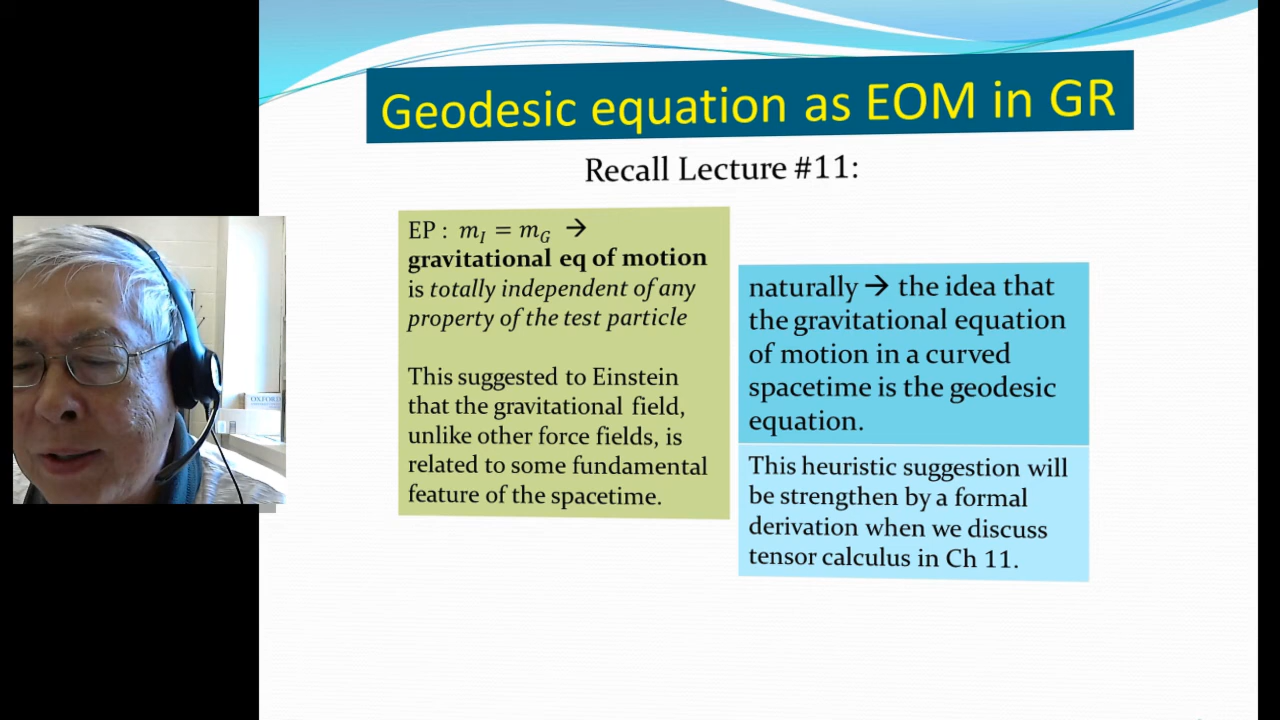 Geodesic equation as EOM in GR
Recall Lecture #11:
EP : m_I = m_G →
gravitational eq of motion
is totally independent of any
property of the test particle
This suggested to Einstein
that the gravitational field,
unlike other force fields, is
related to some fundamental
feature of the spacetime.
naturally → the idea that
the gravitational equation
of motion in a curved
spacetime is the geodesic
equation.
This heuristic suggestion will
be strengthen by a formal
derivation when we discuss
tensor calculus in Ch 11.
OXFORD